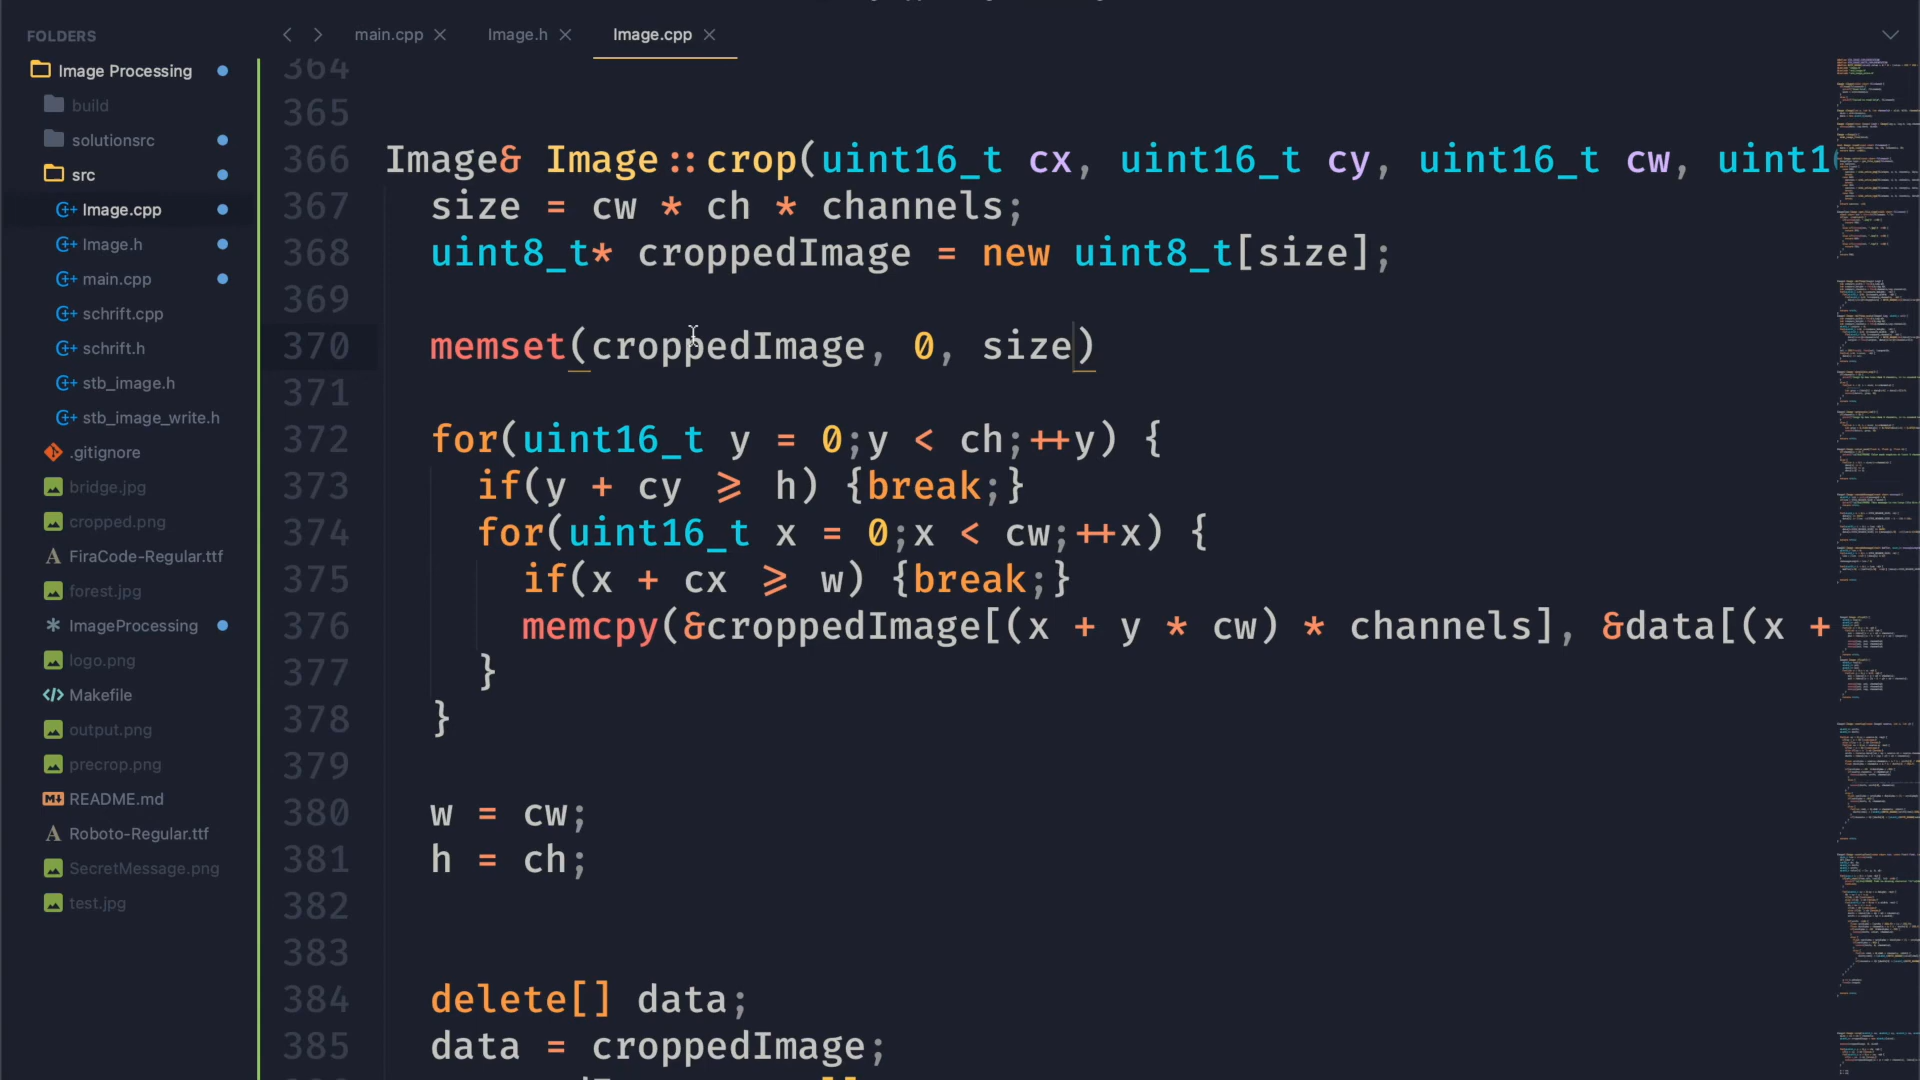 FOLDERS
Image Processing
build
solutionsrc
src
Image.cpp
Image.h
main.cpp
schrift.cpp
schrift.h
stb_image.h
stb_image_write.h
.gitignore
bridge.jpg
cropped.png
FiraCode-Regular.ttf
forest.jpg
ImageProcessing
logo.png
Makefile
output.png
precrop.png
README.md
Roboto-Regular.ttf
SecretMessage.png
test.jpg
main.cpp Image.h Image.cpp
364
365
366 Image& Image::crop(uint16_t cx, uint16_t cy, uint16_t cw, uint1
367 size = cw * ch * channels;
368 uint8_t* croppedImage = new uint8_t[size];
369
370 memset(croppedImage, 0, size)
371
372 for(uint16_t y = 0;y < ch;++y) {
373 if(y + cy >= h) {break;}
374 for(uint16_t x = 0;x < cw;++x) {
375 if(x + cx >= w) {break;}
376 memcpy(&croppedImage[(x + y * cw) * channels], &data[(x +
377 }
378 }
379
380 w = cw;
381 h = ch;
382
383
384 delete[] data;
385 data = croppedImage;